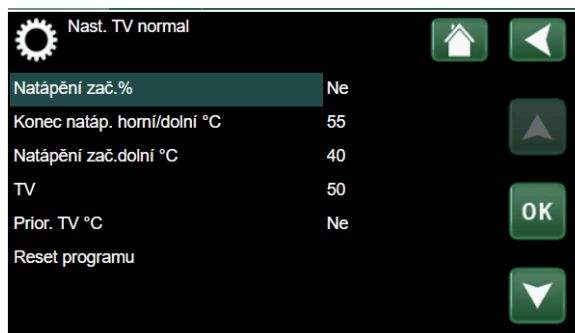 Nast. TV normal
Natápění zač.% Ne
Konec natáp. horní/dolní °C 55
Natápění zač.dolní °C 40
TV 50
Prior. TV °C Ne
Reset programu
OK